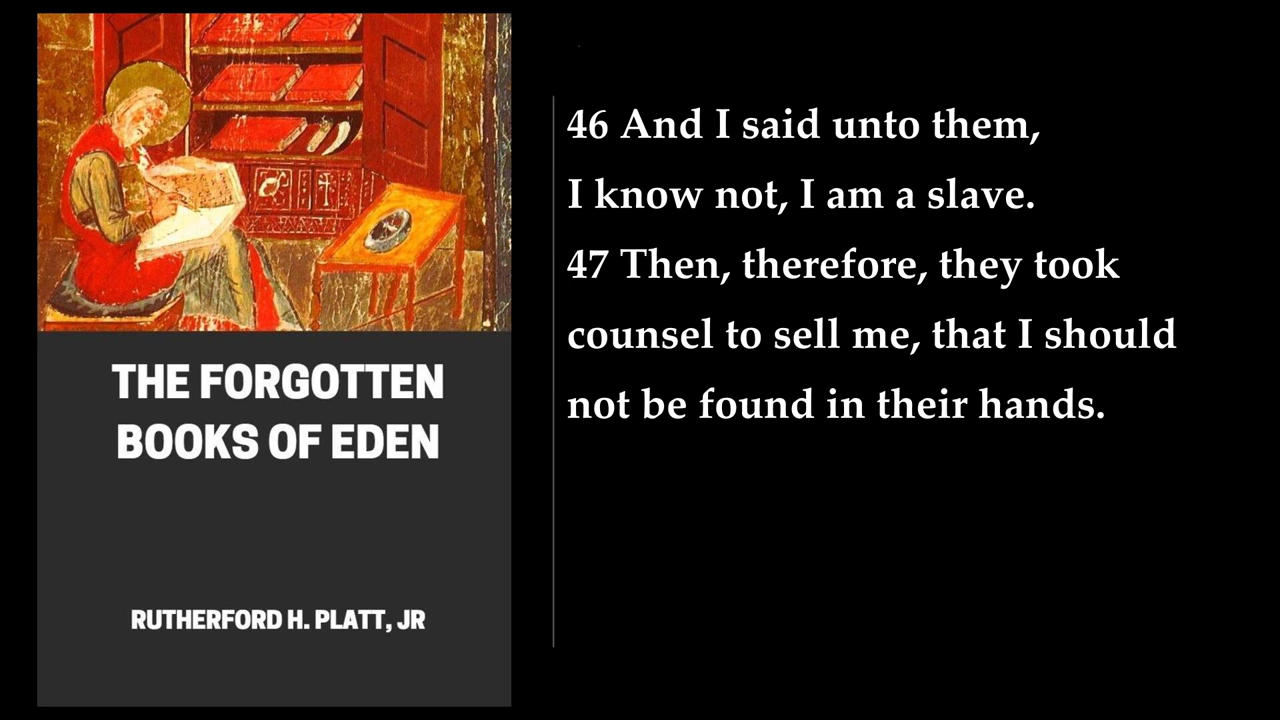 THE FORGOTTEN
BOOKS OF EDEN
RUTHERFORD H. PLATT, JR
46 And I said unto them,
I know not, I am a slave.
47 Then, therefore, they took
counsel to sell me, that I should
not be found in their hands.